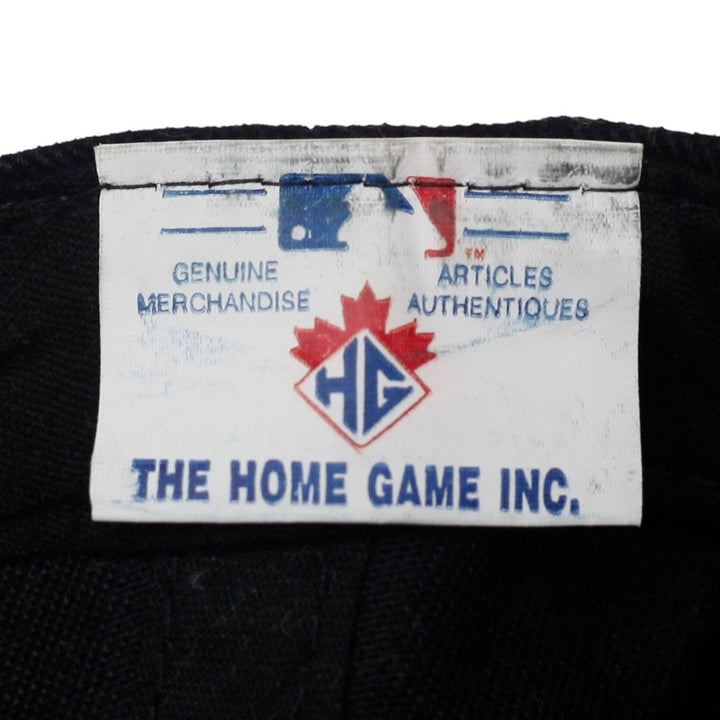 TM
GENUINE ARTICLES
MERCHANDISE AUTHENTIQUES
HG
THE HOME GAME INC.